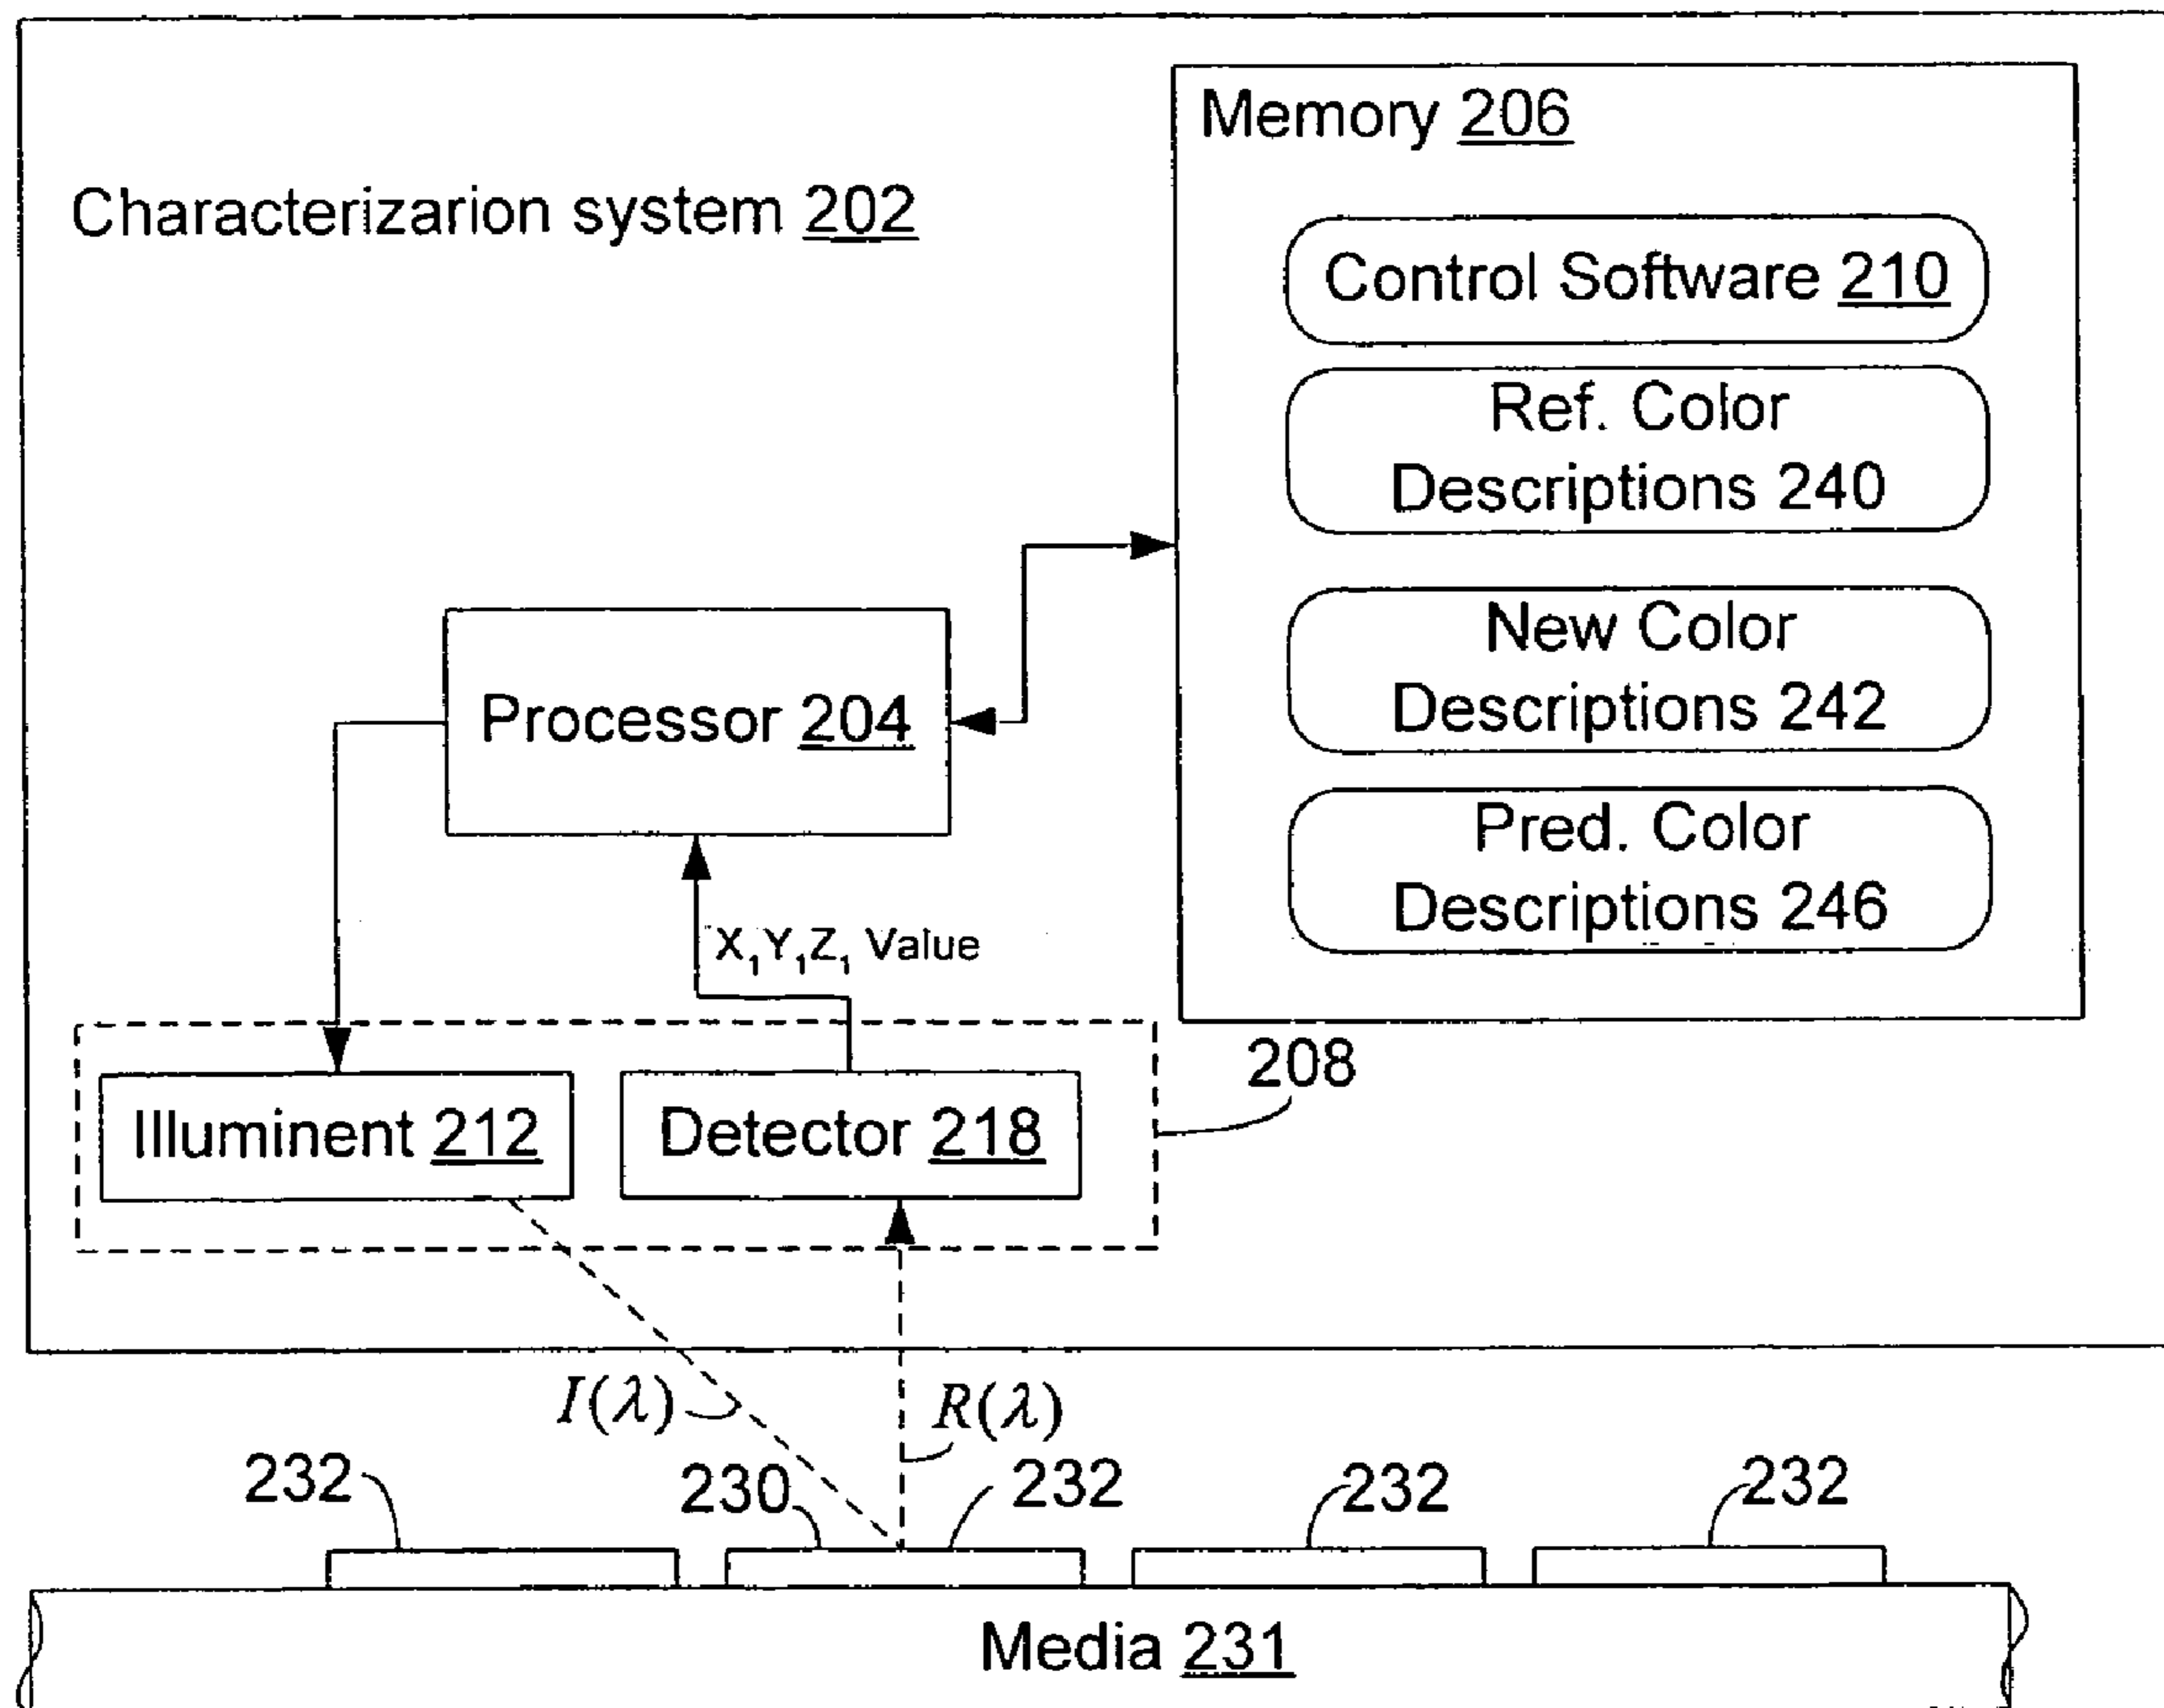 Memory 206
Characterizarion system 202
Control Software 210
Ref. Color
Descriptions 240
New Color
Descriptions 242
Processor 204
Pred. Color
Descriptions 246
X₁Y₁Z₁ Value
208
Illuminent 212
Detector 218
I(λ)
R(λ)
232
230
232
232
232
Media 231